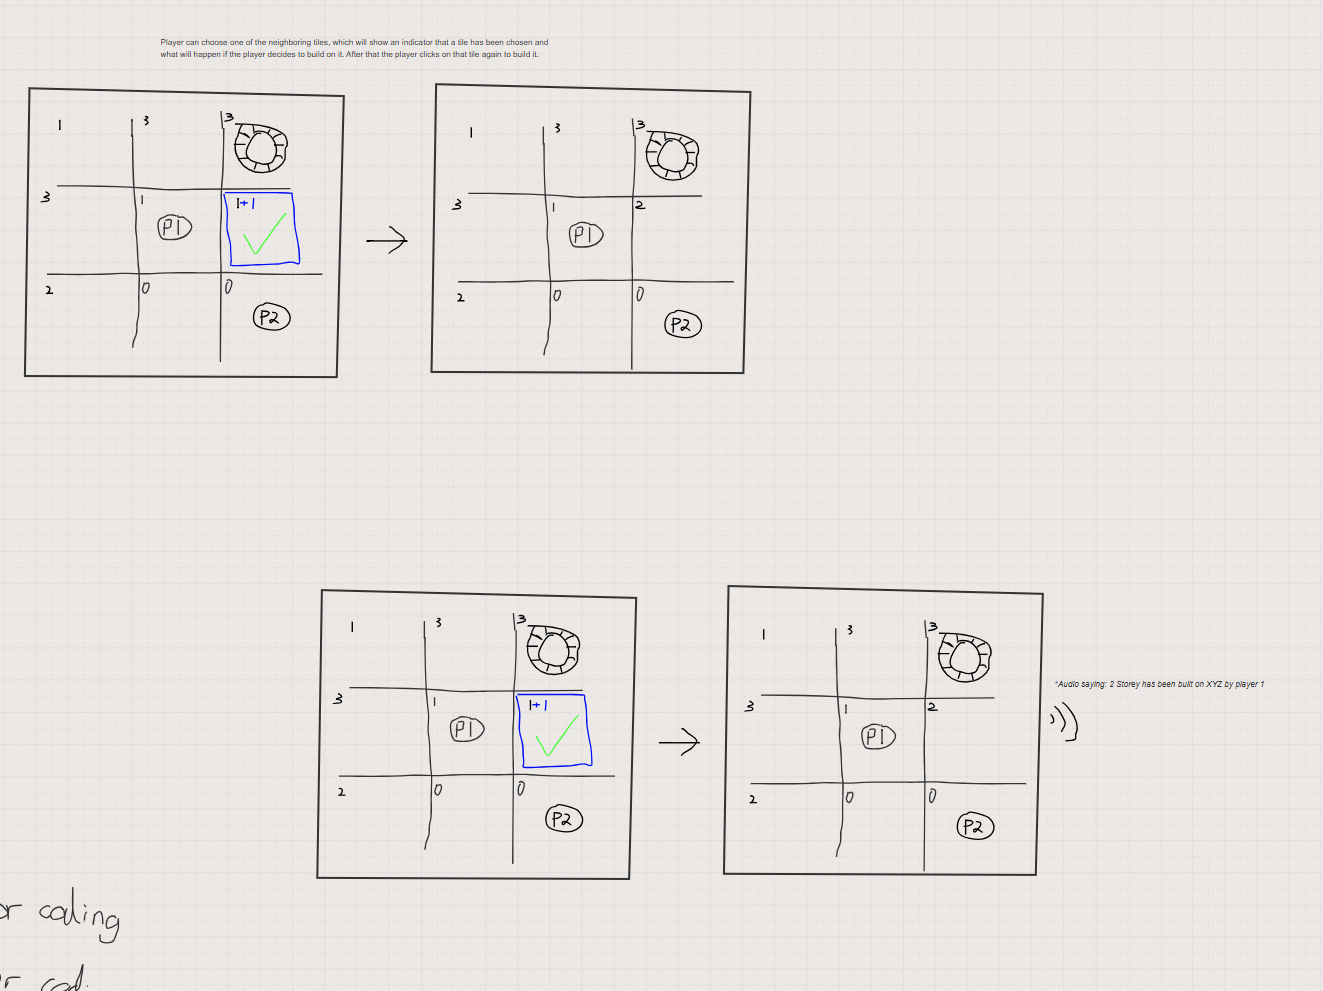 Player can choose one of the neighboring tiles, which will show an indicator that a tile has been chosen and
what will happen if the player decides to build on it. After that the player clicks on that tile again to build it.
1 3 3
3 1 1+1
P1
2 0 0
P2
1 3 3
3 1 2
P1
2 0 0
P2
1 3 3
3 1 1+1
P1
2 0 0
P2
1 3 3
3 1 2
P1
2 0 0
P2
*Audio saying: 2 Storey has been built on XYZ by player 1
or coding